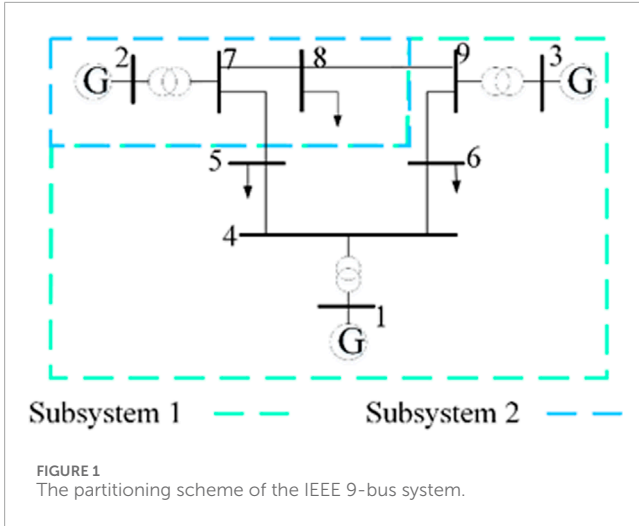 2 7 8 9 3
G G
5 6
4
1
G
Subsystem 1 Subsystem 2
FIGURE 1
The partitioning scheme of the IEEE 9-bus system.